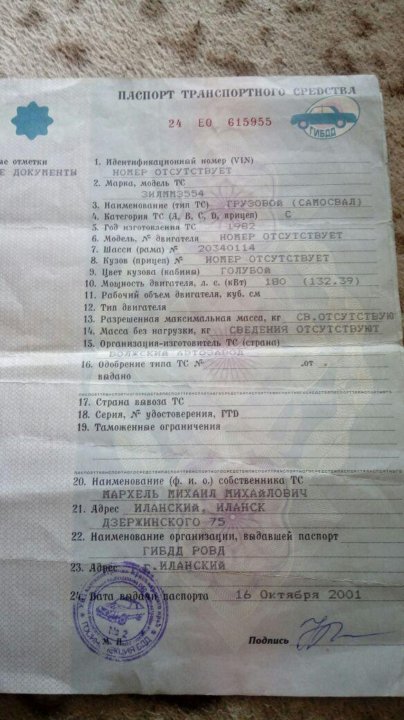 ПАСПОРТ ТРАНСПОРТНОГО СРЕДСТВА
24 ЕО 615955
ГИБДД
ые отметки
Е ДОКУМЕНТЫ
1. Идентификационный номер (VIN)
НОМЕР ОТСУТСТВУЕТ
2. Марка, модель ТС
ЗИЛММЗ554
3. Наименование (тип ТС) ГРУЗОВОЙ (САМОСВАЛ)
4. Категория ТС (А, В, С, D, прицеп) С
5. Год изготовления ТС 1982
6. Модель, № двигателя НОМЕР ОТСУТСТВУЕТ
7. Шасси (рама) № 20340114
8. Кузов (прицеп) № НОМЕР ОТСУТСТВУЕТ
9. Цвет кузова (кабины) ГОЛУБОЙ
10. Мощность двигателя, л. с. (кВт) 180 (132.39)
11. Рабочий объем двигателя, куб. см
12. Тип двигателя
13. Разрешенная максимальная масса, кг СВ.ОТСУТСТВУЮ
14. Масса без нагрузки, кг СВЕДЕНИЯ ОТСУТСТВУЮТ
15. Организация-изготовитель ТС (страна)
ВОЛЖСКИЙ АВТОЗАВОД
16. Одобрение типа ТС № от
выдано
17. Страна вывоза ТС
18. Серия, № удостоверения, ГТD
19. Таможенные ограничения
20. Наименование (ф. и. о.) собственника ТС
МАРХЕЛЬ МИХАИЛ МИХАЙЛОВИЧ
21. Адрес ИЛАНСКИЙ, ИЛАНСК
ДЗЕРЖИНСКОГО 75
22. Наименование организации, выдавшей паспорт
ГИБДД РОВД
23. Адрес г.ИЛАНСКИЙ
24. Дата выдачи паспорта 16 Октября 2001
М. П.
Подпись